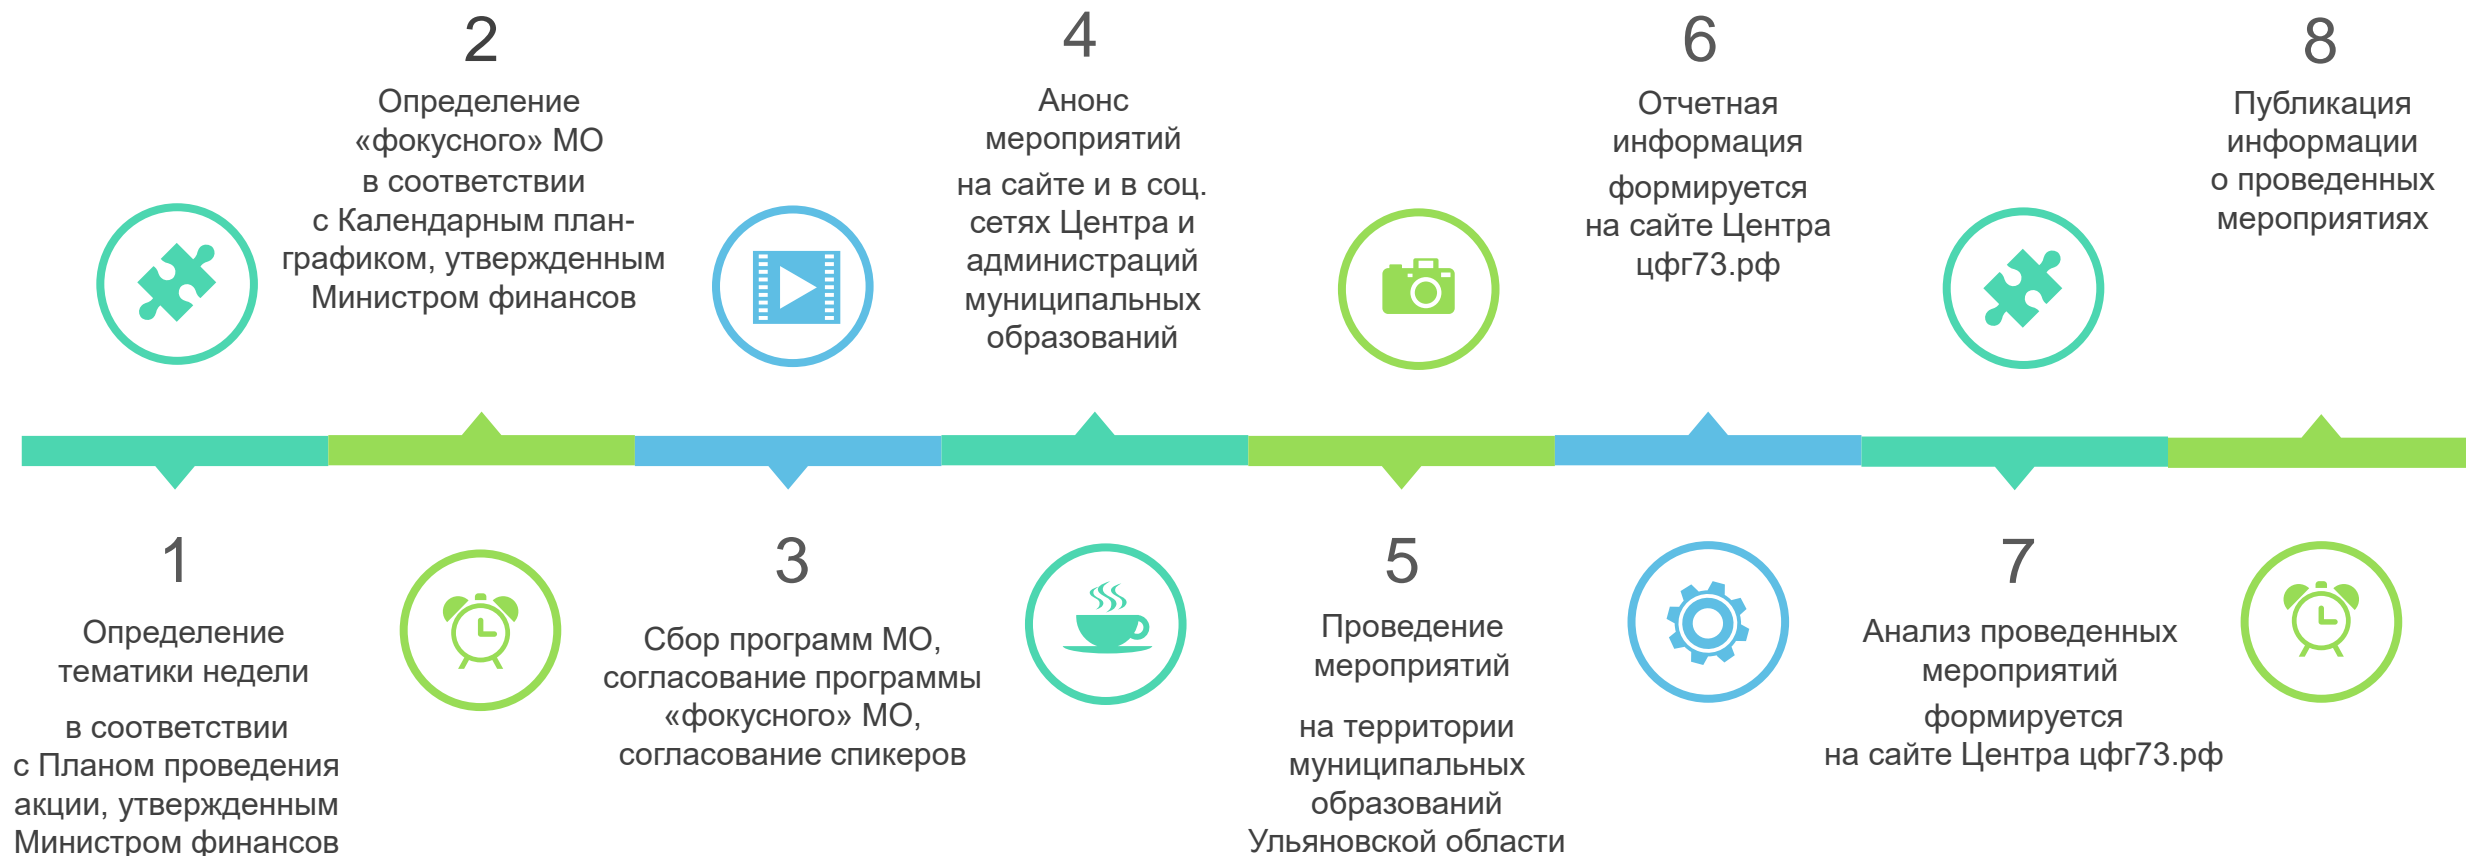 1
Определение
тематики недели
в соответствии
с Планом проведения
акции, утвержденным
Министром финансов
2
Определение
«фокусного» МО
в соответствии
с Календарным план-
графиком, утвержденным
Министром финансов
3
Сбор программ МО,
согласование программы
«фокусного» МО,
согласование спикеров
4
Анонс
мероприятий
на сайте и в соц.
сетях Центра и
администраций
муниципальных
образований
5
Проведение
мероприятий
на территории
муниципальных
образований
Ульяновской области
6
Отчетная
информация
формируется
на сайте Центра
цфг73.рф
7
Анализ проведенных
мероприятий
формируется
на сайте Центра цфг73.рф
8
Публикация
информации
о проведенных
мероприятиях